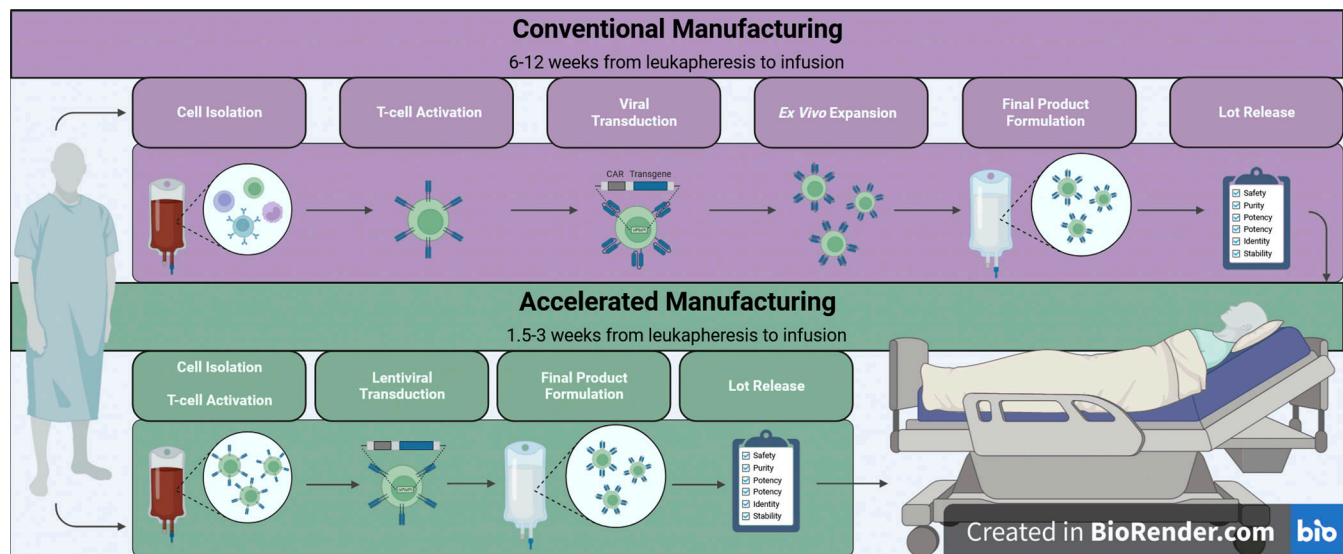 Conventional Manufacturing
6-12 weeks from leukapheresis to infusion
Cell Isolation
T-cell Activation
Viral
Transduction
Ex Vivo Expansion
Final Product
Formulation
Lot Release
CAR Transgene
Safety
Purity
Potency
Potency
Identity
Stability
Accelerated Manufacturing
1.5-3 weeks from leukapheresis to infusion
Cell Isolation
T-cell Activation
Lentiviral
Transduction
Final Product
Formulation
Lot Release
Safety
Purity
Potency
Potency
Identity
Stability
Created in BioRender.com bio